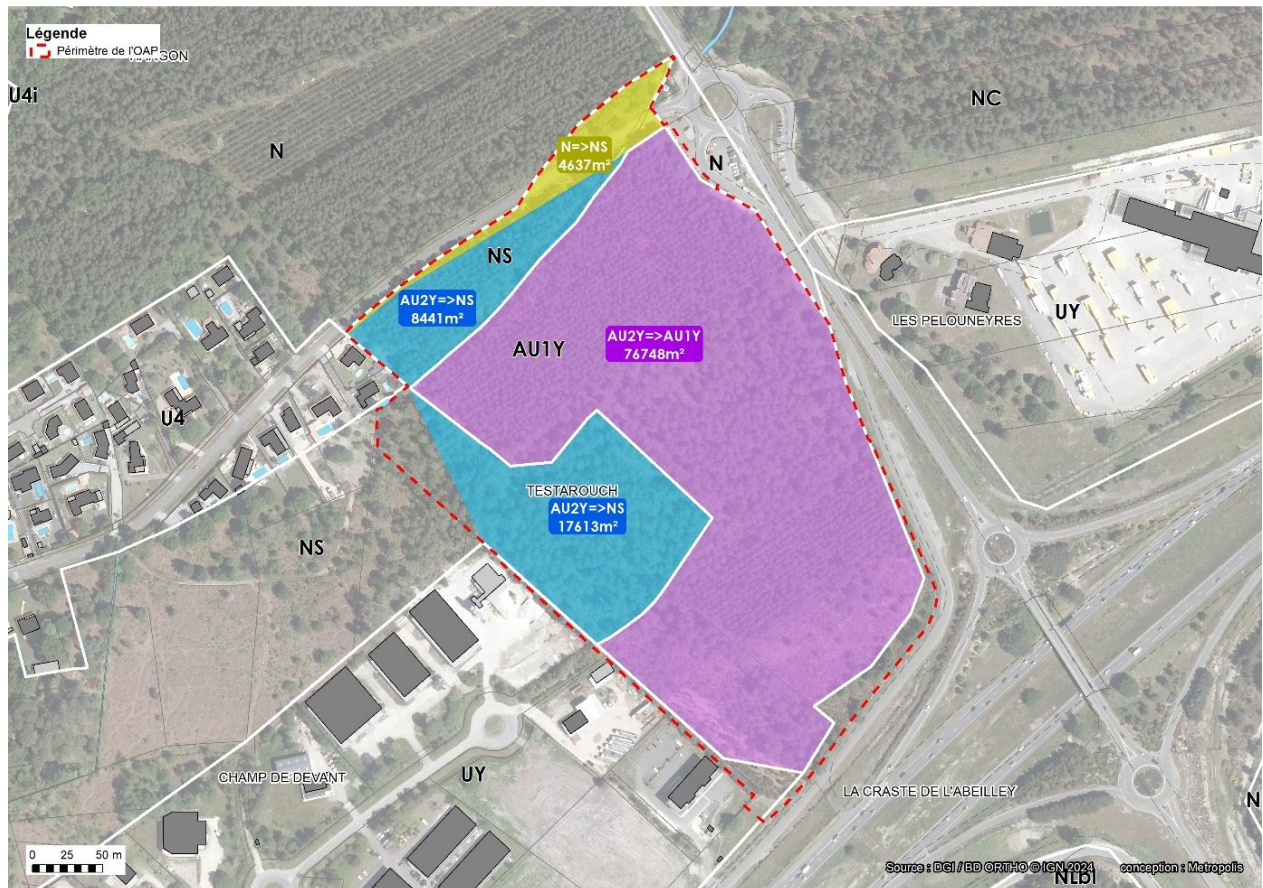 Légende
Périmètre de l'OAP
U4i
N
NC
N=>NS
4637m²
N
NS
AU2Y=>NS
8441m²
AU1Y
AU2Y=>AU1Y
76748m²
LES PELOUNEYRES
UY
U4
TESTAROUCH
AU2Y=>NS
17613m²
NS
CHAMP DE DEVANT
UY
LA CRASTE DE L'ABEILLEY
N
0 25 50 m
Source : DGI / BD ORTHO © IGN 2024 conception : Metropolis